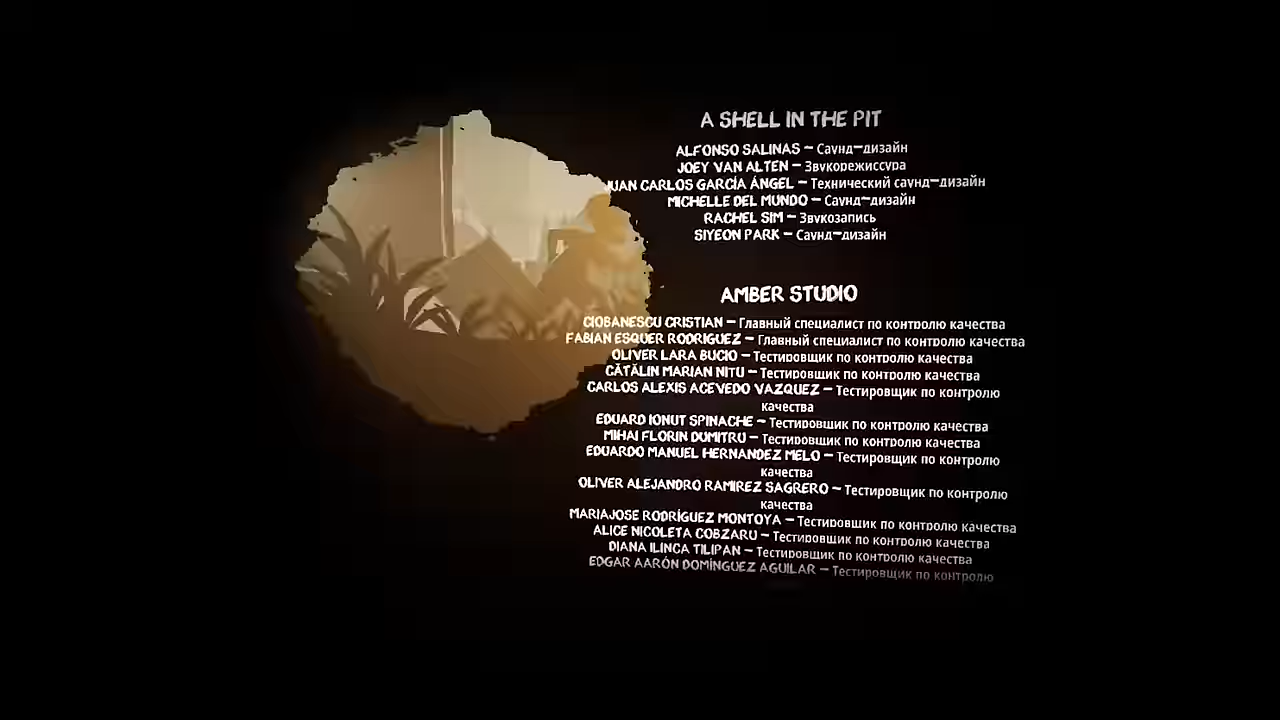 A SHELL IN THE PIT
ALFONSO SALINAS – Саунд-дизайн
JOEY VAN ALTEN – Звукорежиссура
JUAN CARLOS GARCÍA ÁNGEL – Технический саунд-дизайн
MICHELLE DEL MUNDO – Саунд-дизайн
RACHEL SIM – Звукозапись
SIYEON PARK – Саунд-дизайн
AMBER STUDIO
CIOBANESCU CRISTIAN – Главный специалист по контролю качества
FABIAN ESQUER RODRIGUEZ – Главный специалист по контролю качества
OLIVER LARA BUCIO – Тестировщик по контролю качества
CĂTĂLIN MARIAN NITU – Тестировщик по контролю качества
CARLOS ALEXIS ACEVEDO VAZQUEZ – Тестировщик по контролю
качества
EDUARD IONUT SPINACHE – Тестировщик по контролю качества
MIHAI FLORIN DUMITRU – Тестировщик по контролю качества
EDUARDO MANUEL HERNANDEZ MELO – Тестировщик по контролю
качества
OLIVER ALEJANDRO RAMIREZ SAGRERO – Тестировщик по контролю
качества
MARIAJOSE RODRÍGUEZ MONTOYA – Тестировщик по контролю качества
ALICE NICOLETA COBZARU – Тестировщик по контролю качества
DIANA ILINCA TILIPAN – Тестировщик по контролю качества
EDGAR AARÓN DOMÍNGUEZ AGUILAR – Тестировщик по контролю